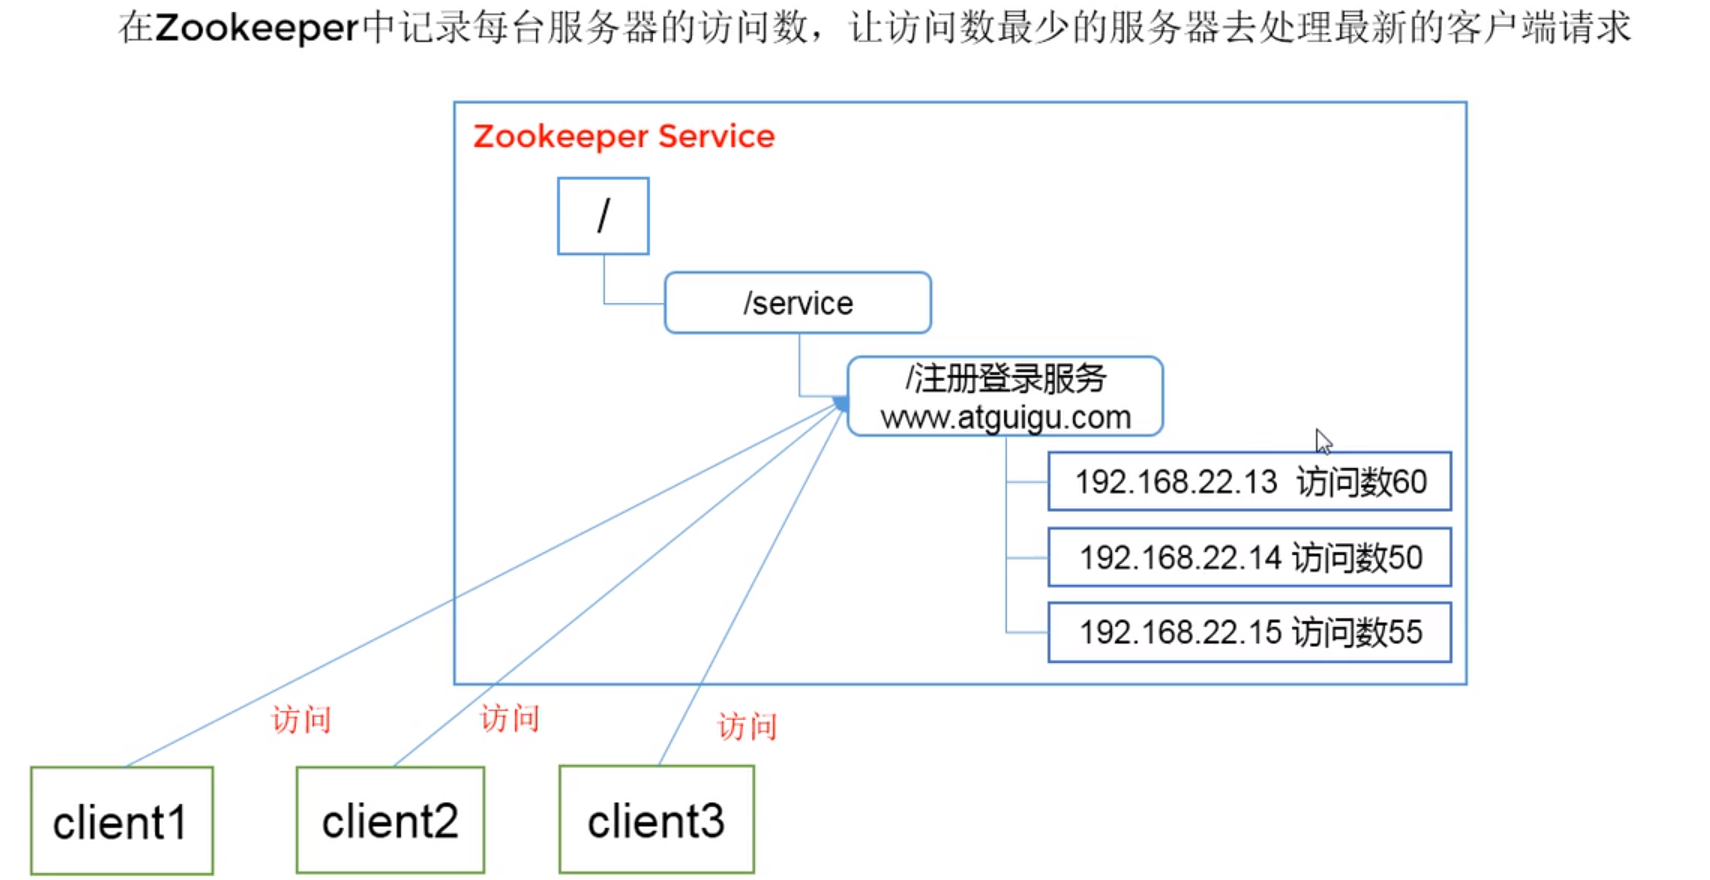 在Zookeeper中记录每台服务器的访问数，让访问数最少的服务器去处理最新的客户端请求
Zookeeper Service
/
/service
/注册登录服务
www.atguigu.com
192.168.22.13 访问数60
192.168.22.14 访问数50
192.168.22.15 访问数55
访问
访问
访问
client1
client2
client3